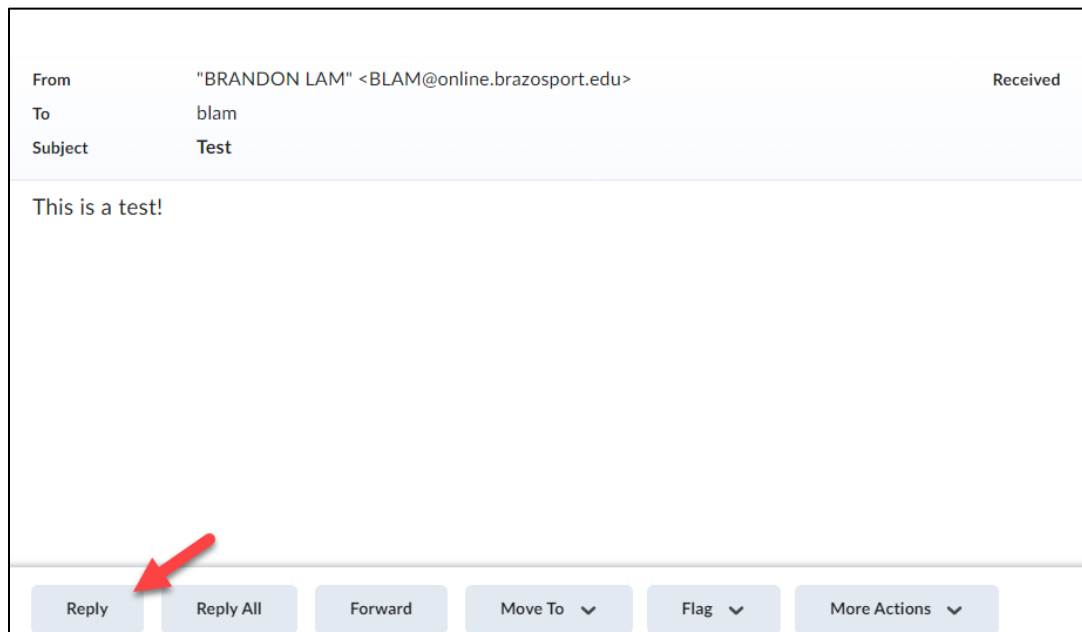 From "BRANDON LAM" <BLAM@online.brazosport.edu> Received
To blam
Subject Test
This is a test!
Reply Reply All Forward Move To Flag More Actions